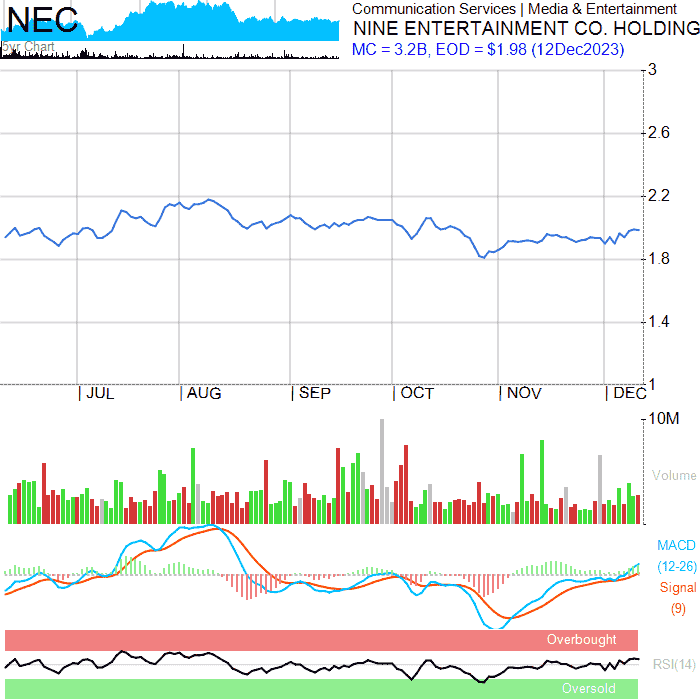 NEC
5yr Chart
Communication Services | Media & Entertainment
NINE ENTERTAINMENT CO. HOLDING
MC = 3.2B, EOD = $1.98 (12Dec2023)
3
2.6
2.2
1.8
1.4
1
| JUL | AUG | SEP | OCT | NOV | DEC
10M
Volume
MACD
(12-26)
Signal
(9)
Overbought
RSI(14)
Oversold